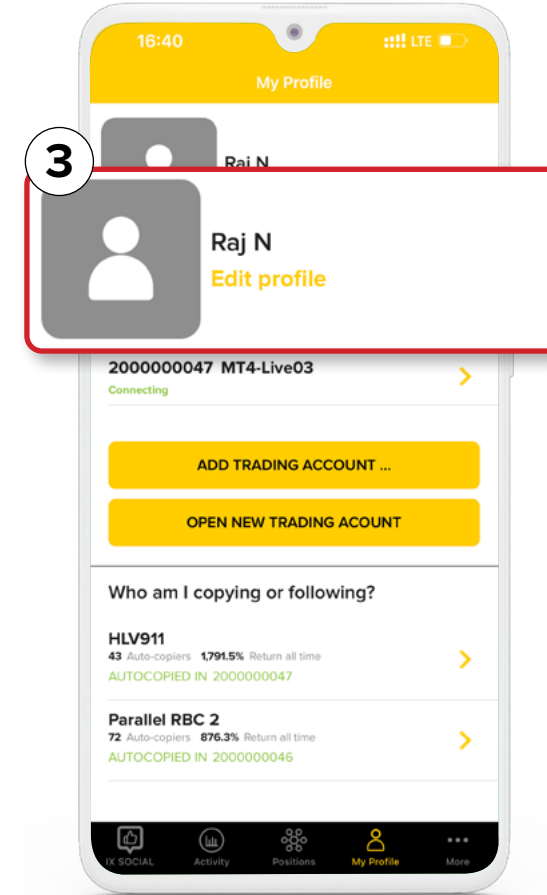 16:40 LTE
My Profile
3
Raj N
Raj N
Edit profile
2000000047 MT4-Live03
Connecting
ADD TRADING ACCOUNT ...
OPEN NEW TRADING ACOUNT
Who am I copying or following?
HLV911
43 Auto-copiers 1,791.5% Return all time
AUTOCOPIED IN 2000000047
Parallel RBC 2
72 Auto-copiers 876.3% Return all time
AUTOCOPIED IN 2000000046
IX SOCIAL Activity Positions My Profile More